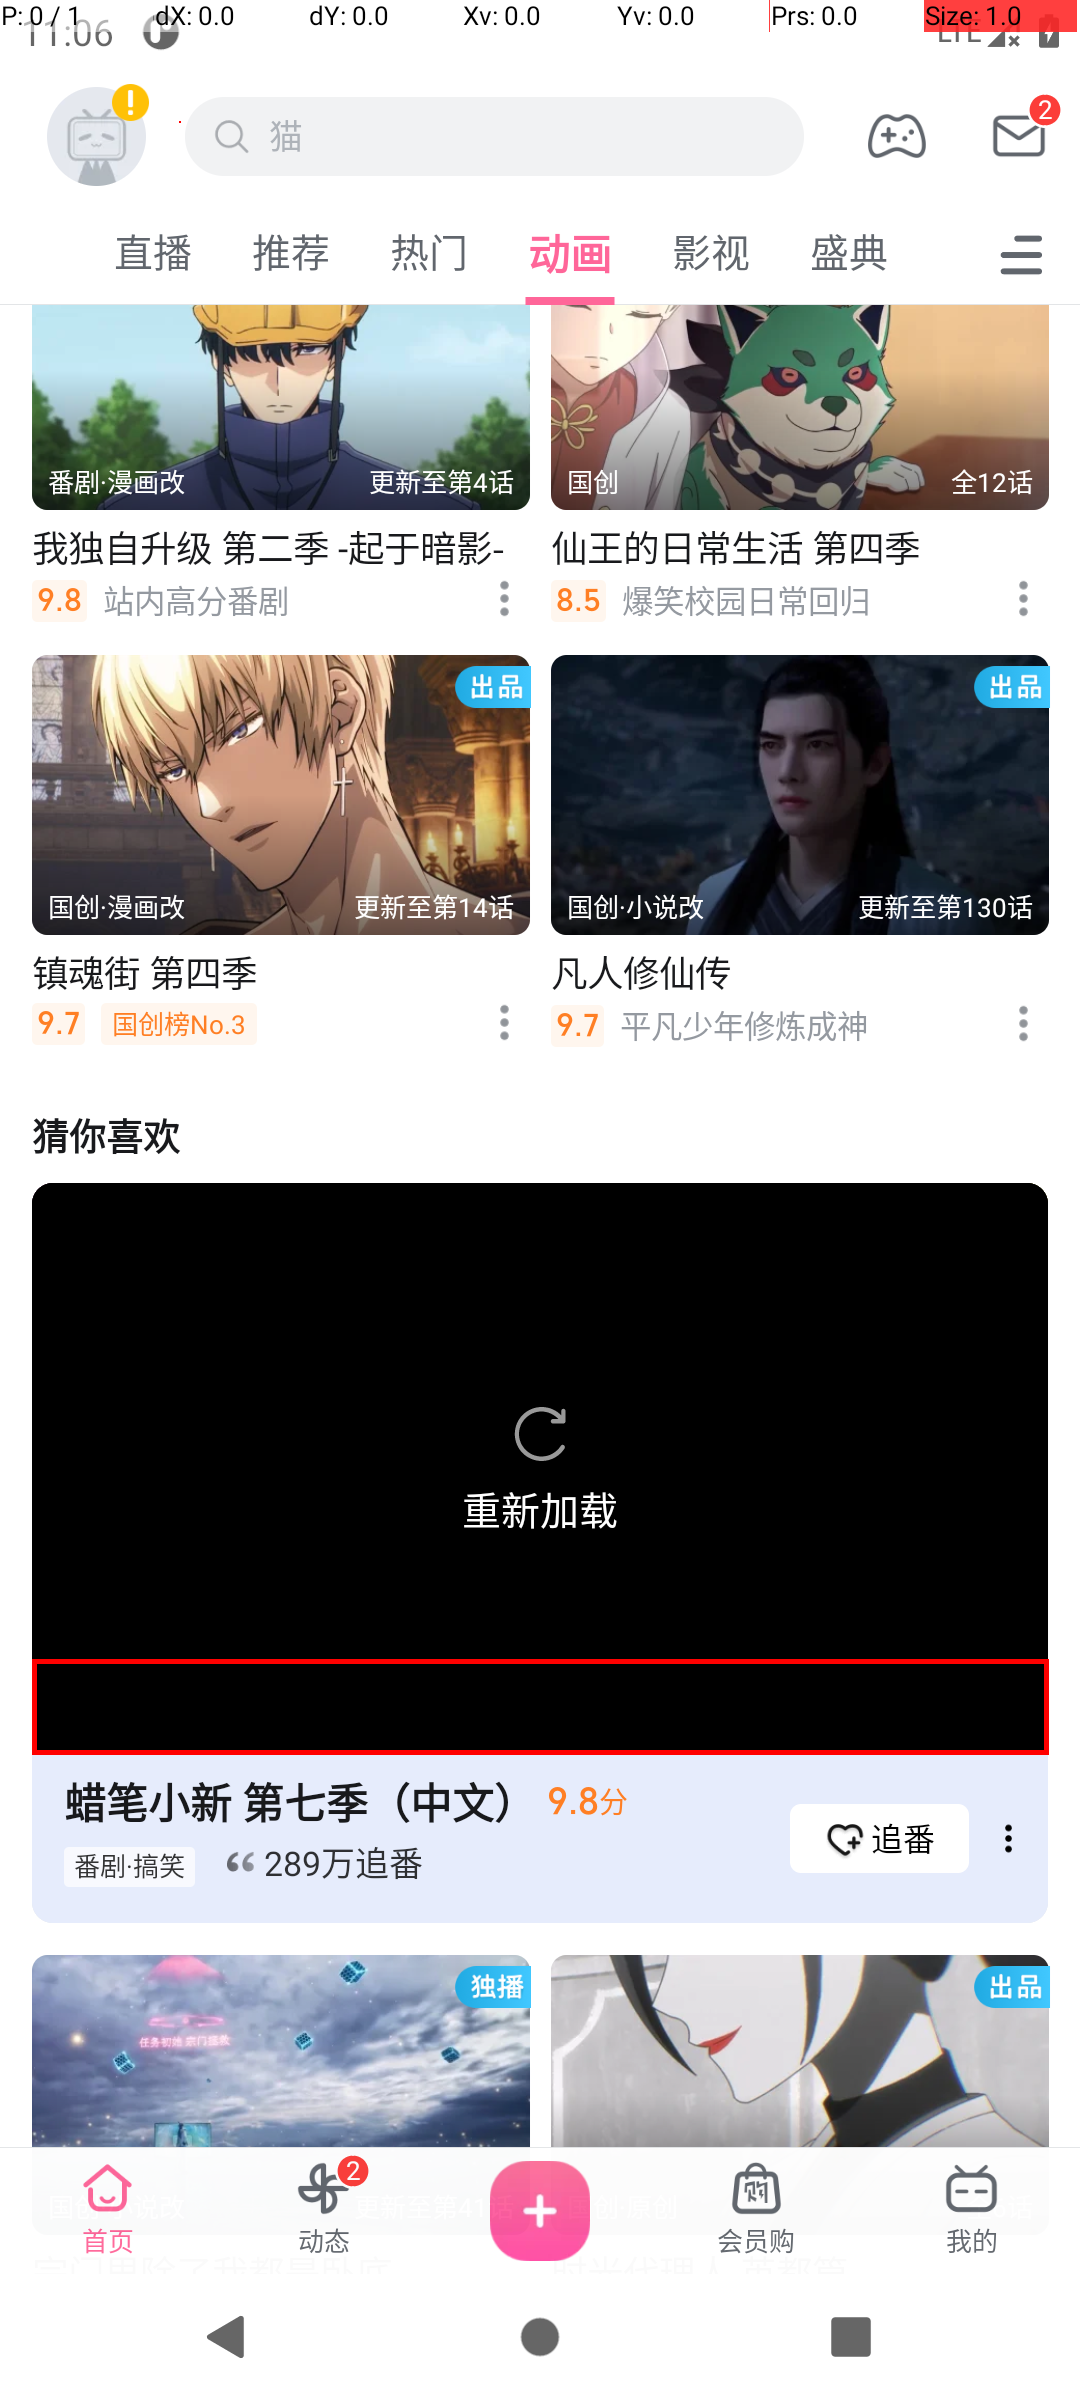 P: 0 / 1 dX: 0.0 dY: 0.0 Xv: 0.0 Yv: 0.0 Prs: 0.0 Size: 1.0
11:06 LTE
猫
2
直播 推荐 热门 动画 影视 盛典
番剧·漫画改 更新至第4话
国创 全12话
我独自升级 第二季 -起于暗影-
仙王的日常生活 第四季
9.8 站内高分番剧
8.5 爆笑校园日常回归
出品
出品
国创·漫画改 更新至第14话
国创·小说改 更新至第130话
镇魂街 第四季
凡人修仙传
9.7 国创榜No.3
9.7 平凡少年修炼成神
猜你喜欢
重新加载
蜡笔小新 第七季（中文） 9.8分
追番
番剧·搞笑 289万追番
独播
出品
2
首页 动态 会员购 我的